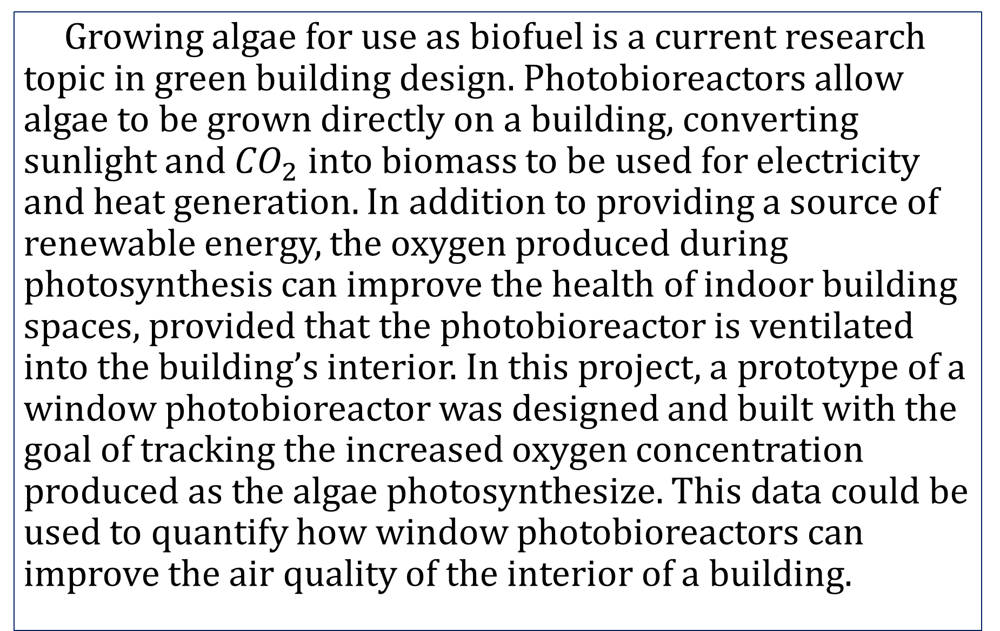 Growing algae for use as biofuel is a current research
topic in green building design. Photobioreactors allow
algae to be grown directly on a building, converting
sunlight and CO₂ into biomass to be used for electricity
and heat generation. In addition to providing a source of
renewable energy, the oxygen produced during
photosynthesis can improve the health of indoor building
spaces, provided that the photobioreactor is ventilated
into the building’s interior. In this project, a prototype of a
window photobioreactor was designed and built with the
goal of tracking the increased oxygen concentration
produced as the algae photosynthesize. This data could be
used to quantify how window photobioreactors can
improve the air quality of the interior of a building.